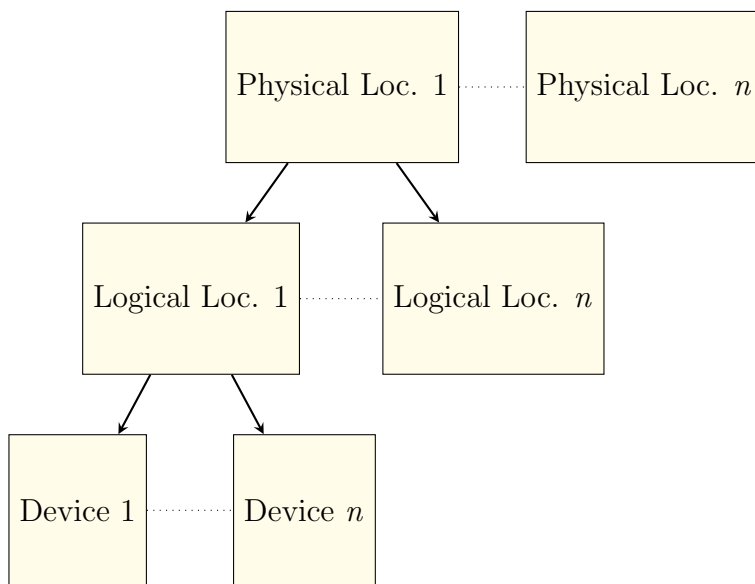 Physical Loc. 1
Physical Loc. n
Logical Loc. 1
Logical Loc. n
Device 1
Device n